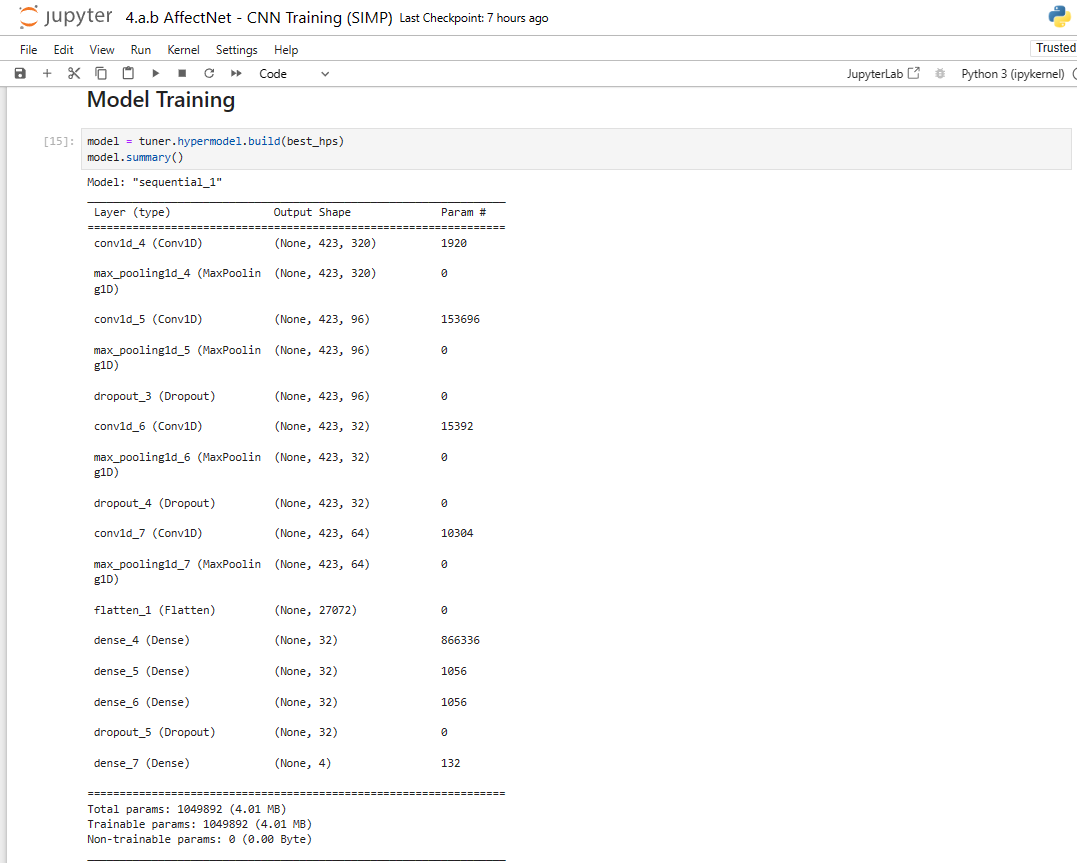 jupyter 4.a.b AffectNet - CNN Training (SIMP) Last Checkpoint: 7 hours ago
File Edit View Run Kernel Settings Help Trusted
Code JupyterLab Python 3 (ipykernel)
Model Training
[15]: model = tuner.hypermodel.build(best_hps)
model.summary()
Model: "sequential_1"
Layer (type) Output Shape Param #
=================================================================
conv1d_4 (Conv1D) (None, 423, 320) 1920
max_pooling1d_4 (MaxPoolin (None, 423, 320) 0
g1D)
conv1d_5 (Conv1D) (None, 423, 96) 153696
max_pooling1d_5 (MaxPoolin (None, 423, 96) 0
g1D)
dropout_3 (Dropout) (None, 423, 96) 0
conv1d_6 (Conv1D) (None, 423, 32) 15392
max_pooling1d_6 (MaxPoolin (None, 423, 32) 0
g1D)
dropout_4 (Dropout) (None, 423, 32) 0
conv1d_7 (Conv1D) (None, 423, 64) 10304
max_pooling1d_7 (MaxPoolin (None, 423, 64) 0
g1D)
flatten_1 (Flatten) (None, 27072) 0
dense_4 (Dense) (None, 32) 866336
dense_5 (Dense) (None, 32) 1056
dense_6 (Dense) (None, 32) 1056
dropout_5 (Dropout) (None, 32) 0
dense_7 (Dense) (None, 4) 132
=================================================================
Total params: 1049892 (4.01 MB)
Trainable params: 1049892 (4.01 MB)
Non-trainable params: 0 (0.00 Byte)